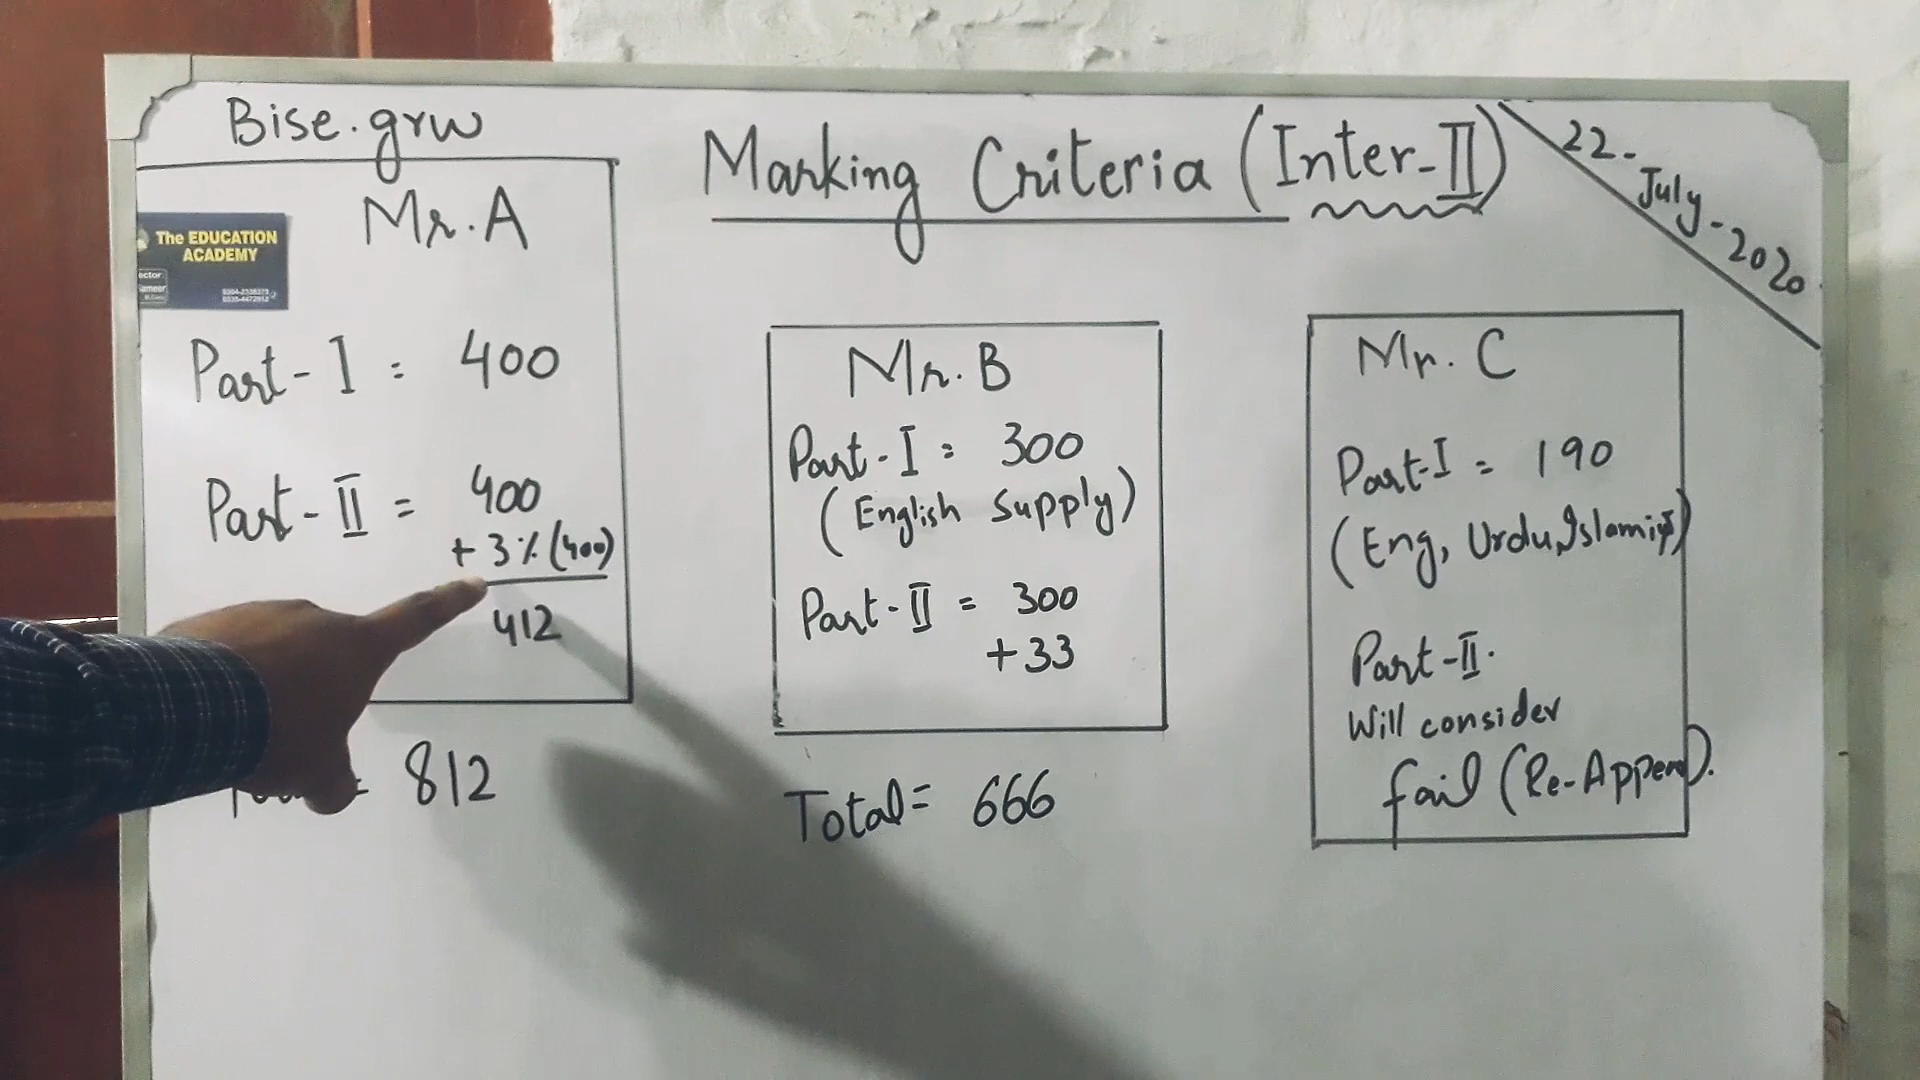 Bise.grw
Marking Criteria (Inter-II)
22-July-2020
Mr. A
The EDUCATION
ACADEMY
Part-I = 400
Part-II = 400
+ 3% (400)
412
= 812
Mr. B
Part-I = 300
(English Supply)
Part-II = 300
+33
Total = 666
Mr. C
Part-I = 190
(Eng, Urdu,
Part-II.
Will consider
fail (Re-Appear).